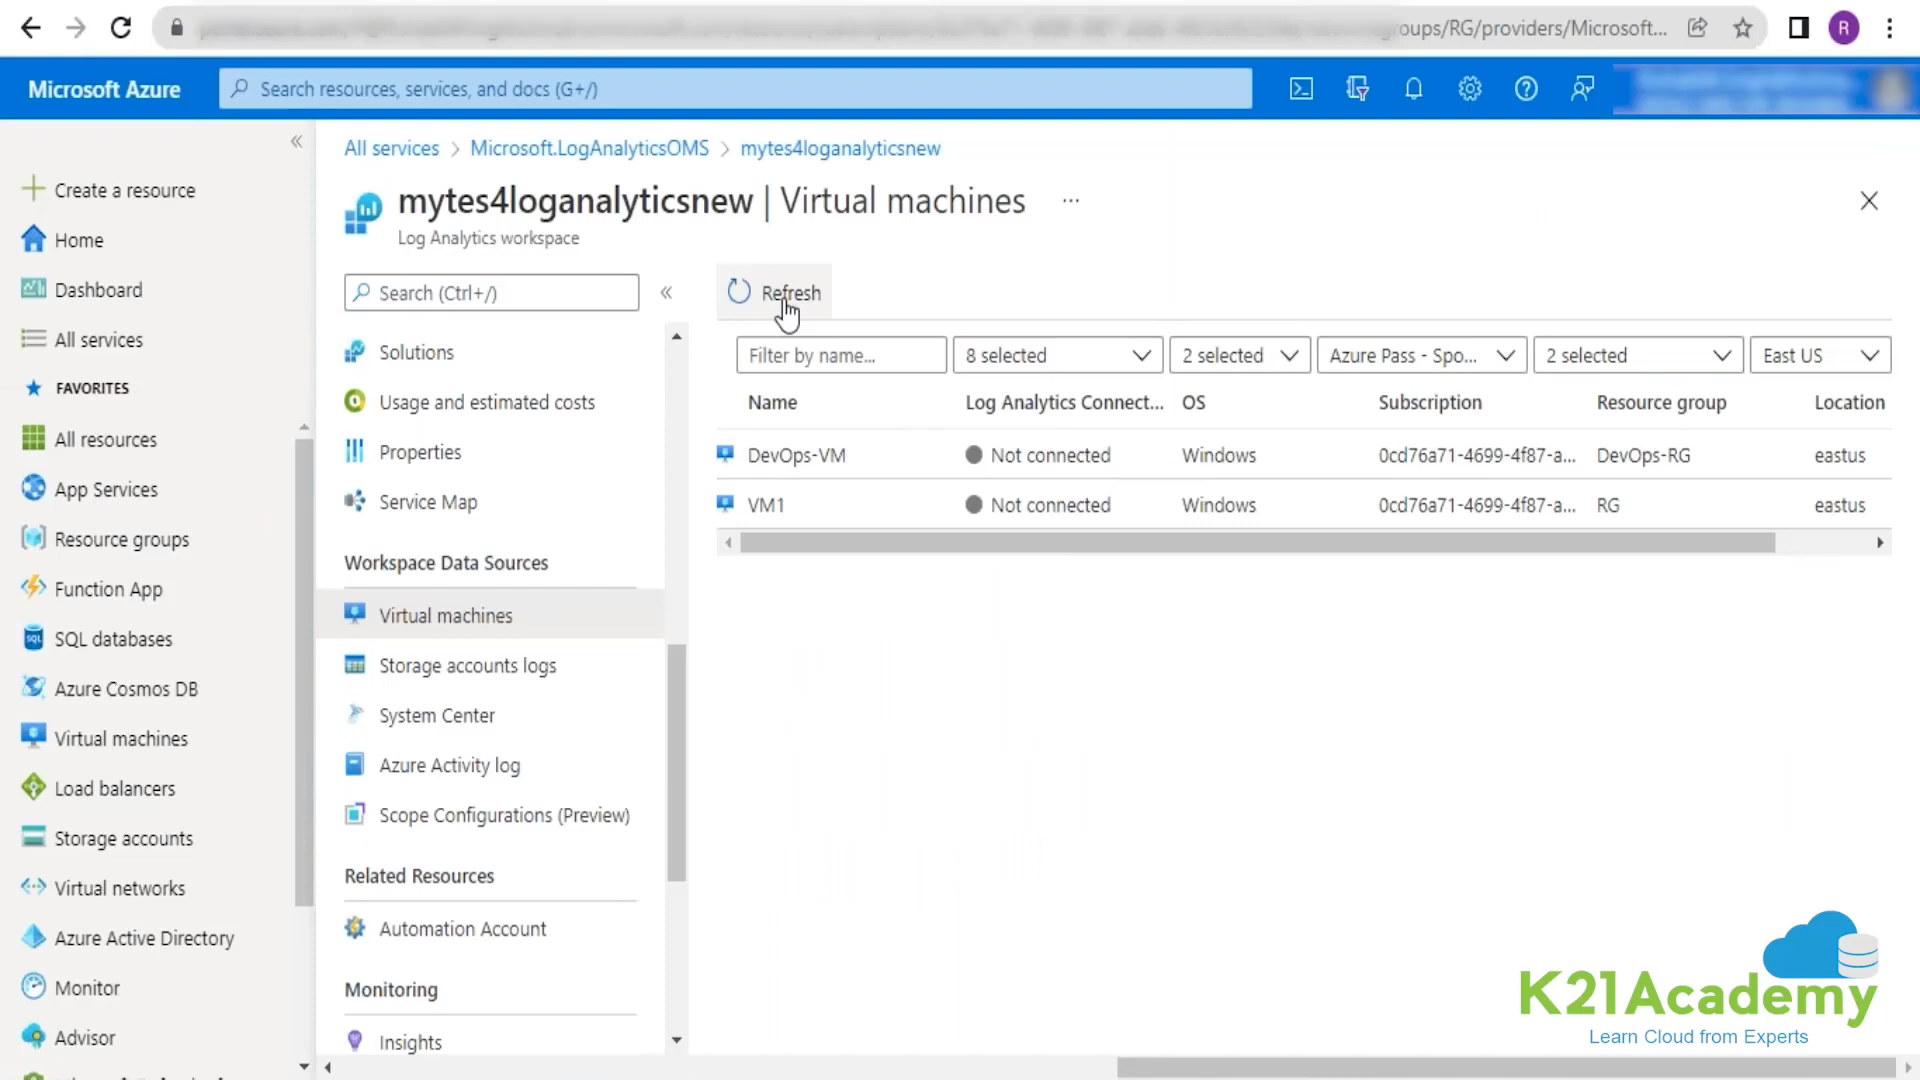 oups/RG/providers/Microsoft...
R
Microsoft Azure
Search resources, services, and docs (G+/)
Create a resource
Home
Dashboard
All services
FAVORITES
All resources
App Services
Resource groups
Function App
SQL databases
Azure Cosmos DB
Virtual machines
Load balancers
Storage accounts
Virtual networks
Azure Active Directory
Monitor
Advisor
All services > Microsoft.LogAnalyticsOMS > mytes4loganalyticsnew
mytes4loganalyticsnew | Virtual machines ...
Log Analytics workspace
Search (Ctrl+/)
Solutions
Usage and estimated costs
Properties
Service Map
Workspace Data Sources
Virtual machines
Storage accounts logs
System Center
Azure Activity log
Scope Configurations (Preview)
Related Resources
Automation Account
Monitoring
Insights
Refresh
Filter by name... 8 selected 2 selected Azure Pass - Spo... 2 selected East US
Name Log Analytics Connect... OS Subscription Resource group Location
DevOps-VM Not connected Windows 0cd76a71-4699-4f87-a... DevOps-RG eastus
VM1 Not connected Windows 0cd76a71-4699-4f87-a... RG eastus
K21Academy
Learn Cloud from Experts